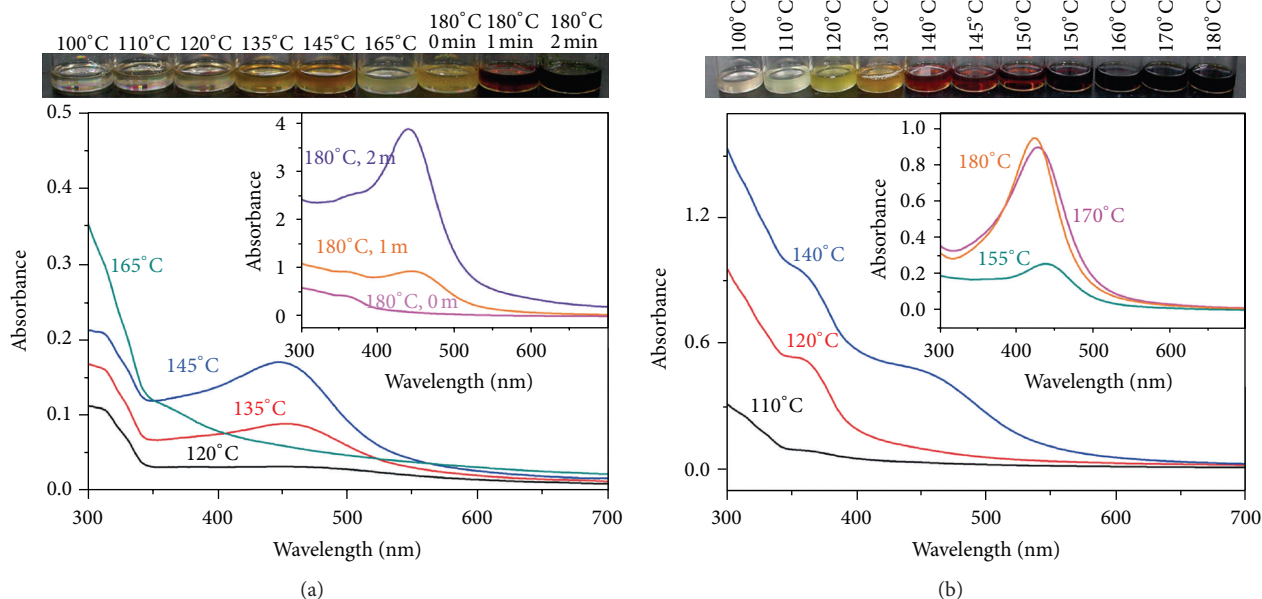 180˚C 180˚C 180˚C
100˚C 110˚C 120˚C 135˚C 145˚C 165˚C 0 min 1 min 2 min
0.5
0.4
0.3
0.2
0.1
0.0
Absorbance
300 400 500 600 700
Wavelength (nm)
165˚C
145˚C
135˚C
120˚C
4
3
2
1
0
Absorbance
300 400 500 600
Wavelength (nm)
180˚C, 2 m
180˚C, 1 m
180˚C, 0 m
(a)
100˚C 110˚C 120˚C 130˚C 140˚C 145˚C 150˚C 150˚C 160˚C 170˚C 180˚C
1.2
0.6
0.0
Absorbance
300 400 500 600 700
Wavelength (nm)
140˚C
120˚C
110˚C
1.0
0.8
0.6
0.4
0.2
0.0
Absorbance
300 400 500 600
Wavelength (nm)
180˚C
170˚C
155˚C
(b)